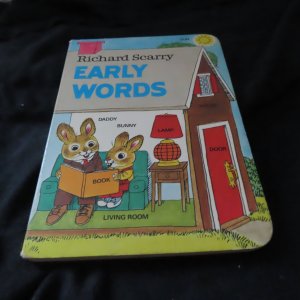 Richard Scarry
EARLY
WORDS
DADDY
BUNNY
LAMP
DOOR
BOOK
LIVING ROOM